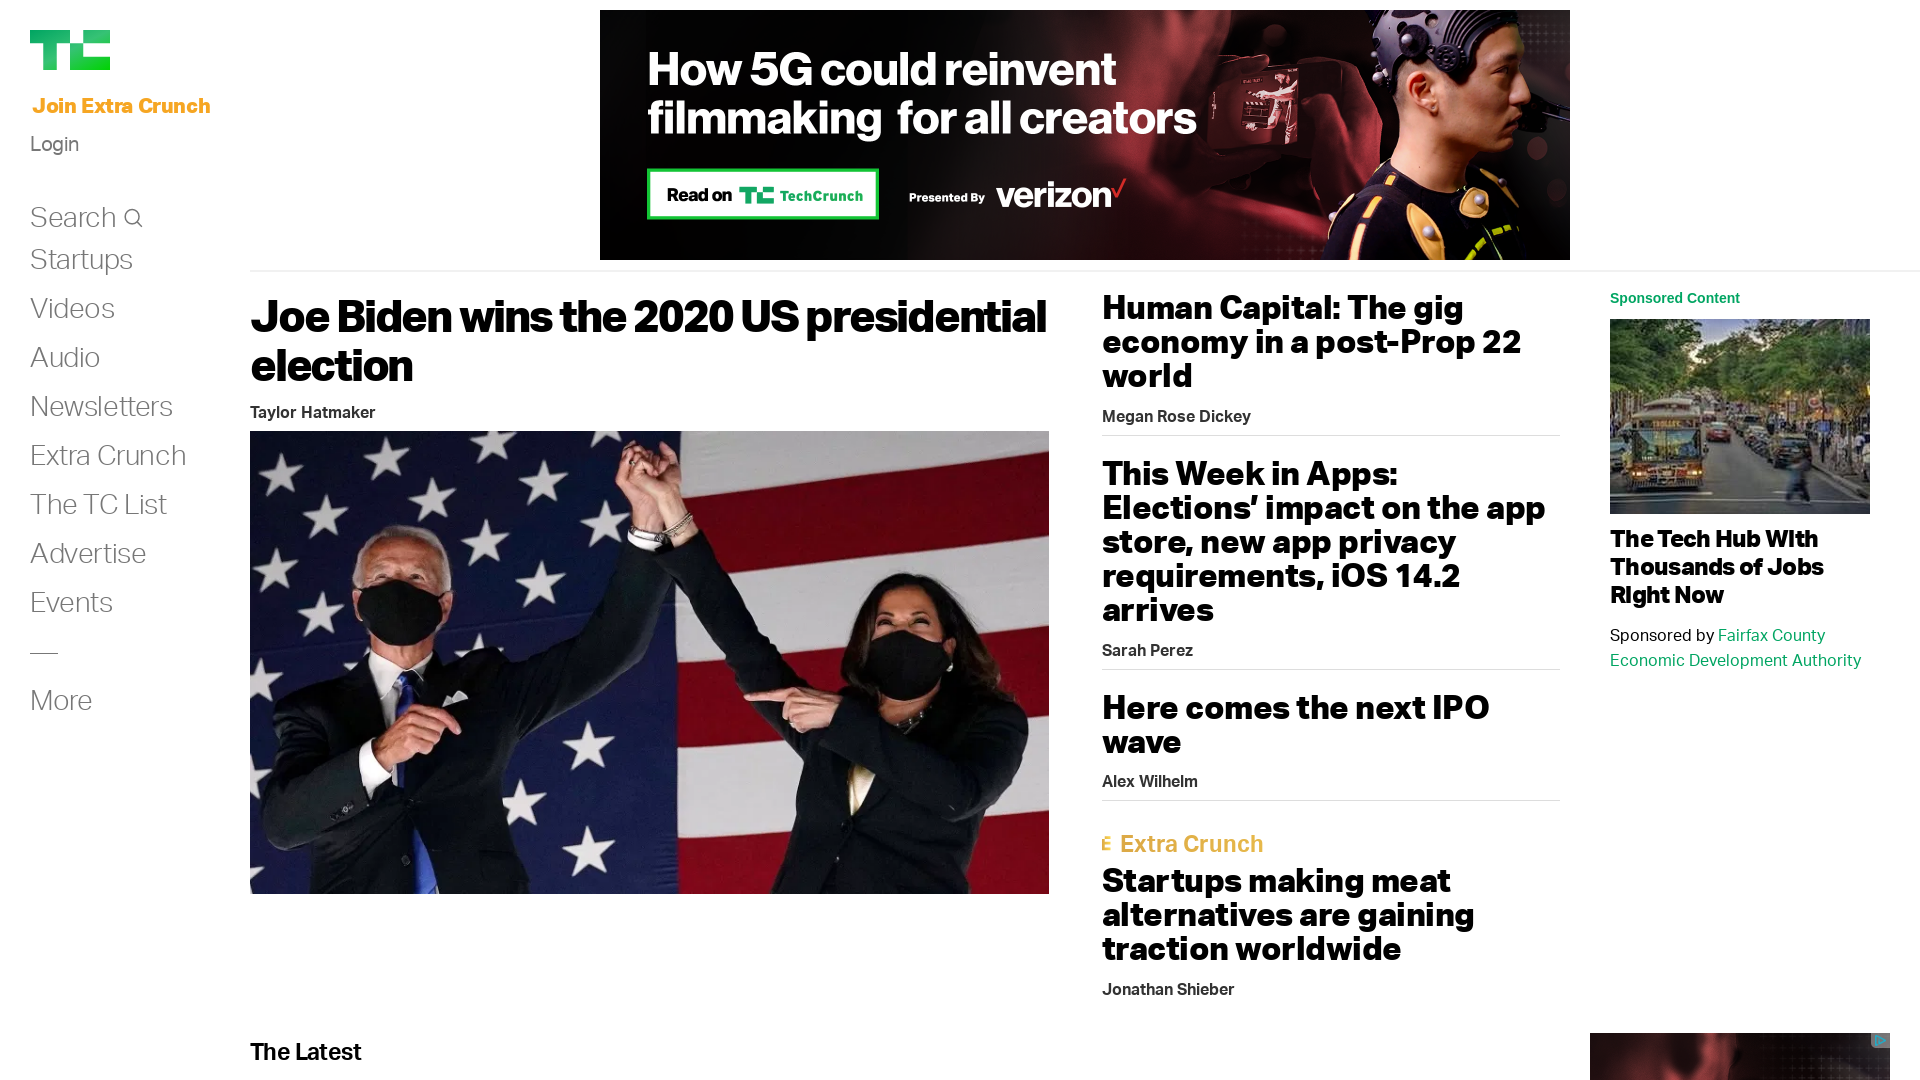 TC
Join Extra Crunch
Login
Search
Startups
Videos
Audio
Newsletters
Extra Crunch
The TC List
Advertise
Events
—
More
How 5G could reinvent
filmmaking for all creators
Read on TC TechCrunch
Presented By verizon✓
Joe Biden wins the 2020 US presidential
election
Taylor Hatmaker
Human Capital: The gig
economy in a post-Prop 22
world
Megan Rose Dickey
This Week in Apps:
Elections’ impact on the app
store, new app privacy
requirements, iOS 14.2
arrives
Sarah Perez
Here comes the next IPO
wave
Alex Wilhelm
Extra Crunch
Startups making meat
alternatives are gaining
traction worldwide
Jonathan Shieber
Sponsored Content
TROLLEY
The Tech Hub WIth
Thousands of Jobs
RIght Now
Sponsored by Fairfax County
Economic Development Authority
The Latest